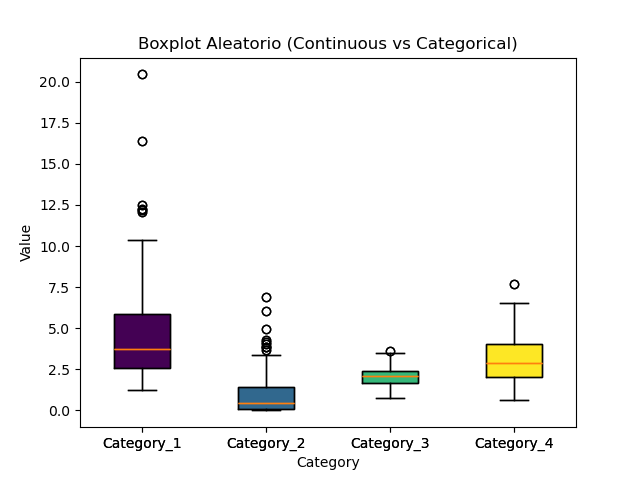 Boxplot Aleatorio (Continuous vs Categorical)
20.0
17.5
15.0
12.5
10.0
7.5
5.0
2.5
0.0
Value
Category_1 Category_2 Category_3 Category_4
Category